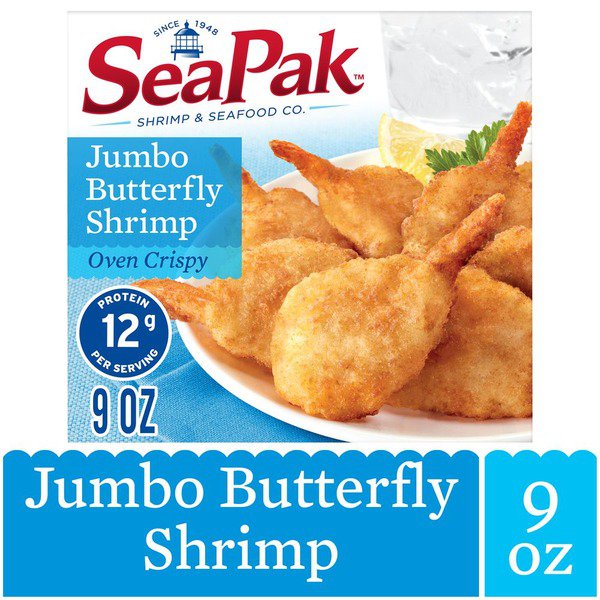 SINCE 1948
SeaPak™
SHRIMP & SEAFOOD CO.
Jumbo
Butterfly
Shrimp
Oven Crispy
PROTEIN
12g
PER SERVING
9 OZ
Jumbo Butterfly
Shrimp
9
oz